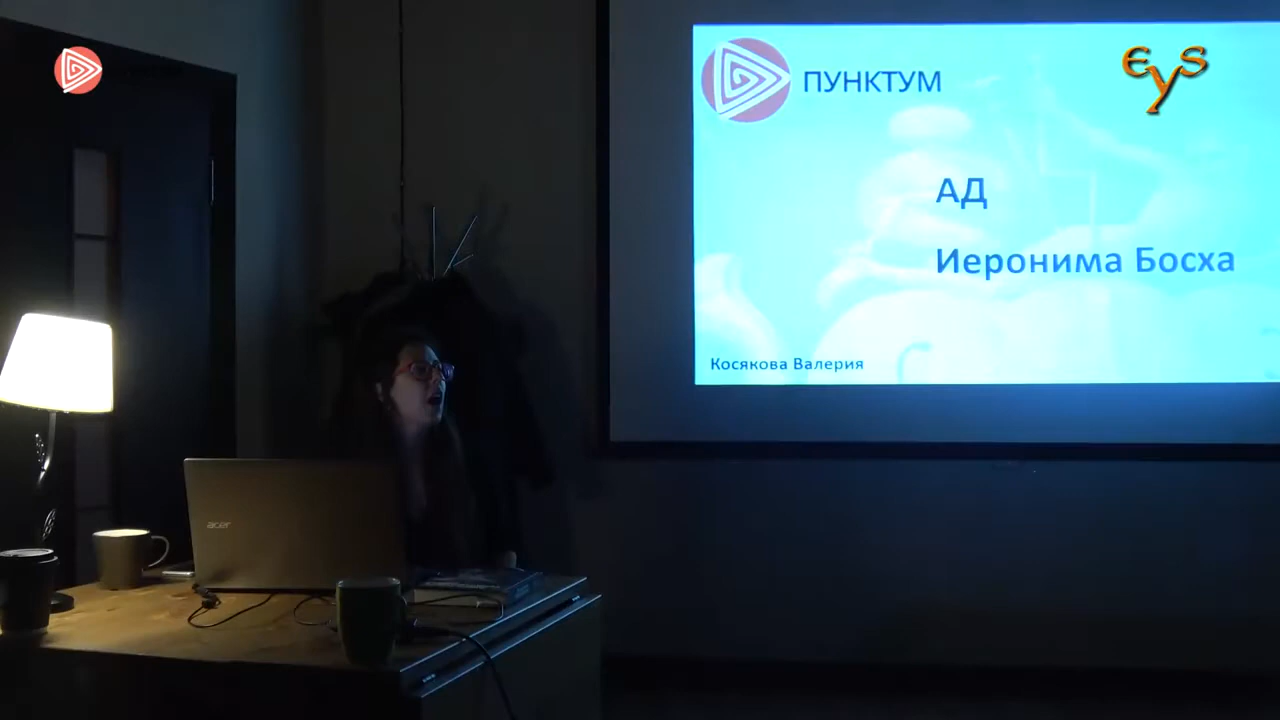 ПУНКТУМ
EYS
АД
Иеронима Босха
Косякова Валерия
acer